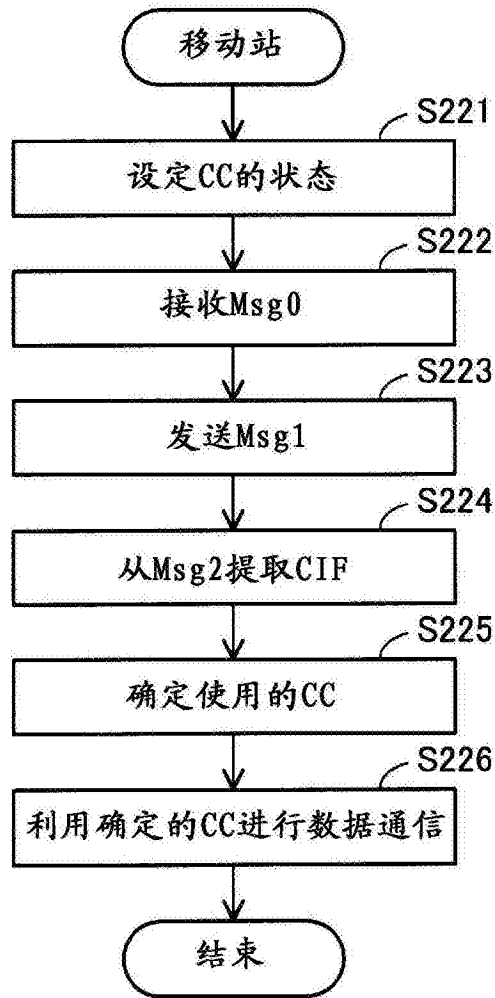 移动站
S221
设定CC的状态
S222
接收Msg0
S223
发送Msg1
S224
从Msg2提取CIF
S225
确定使用的CC
S226
利用确定的CC进行数据通信
结束